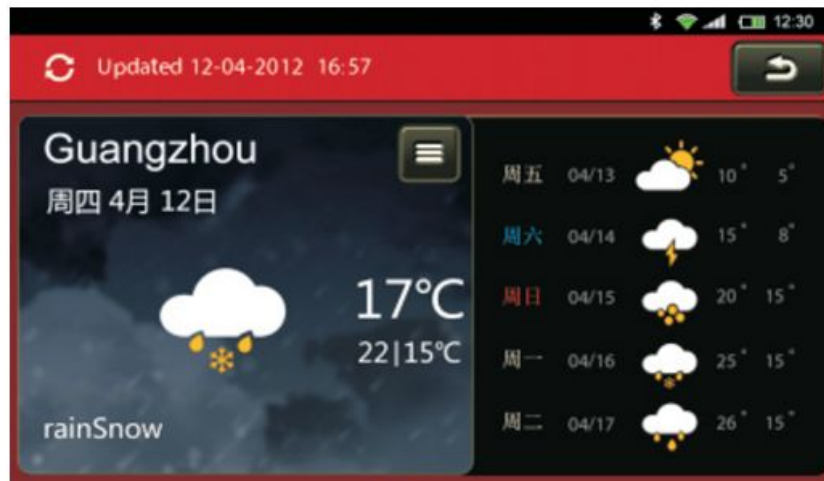 12:30
Updated 12-04-2012 16:57
Guangzhou
周四 4月 12日
17℃
22|15℃
rainSnow
周五 04/13 10° 5°
周六 04/14 15° 8°
周日 04/15 20° 15°
周一 04/16 25° 15°
周二 04/17 26° 15°